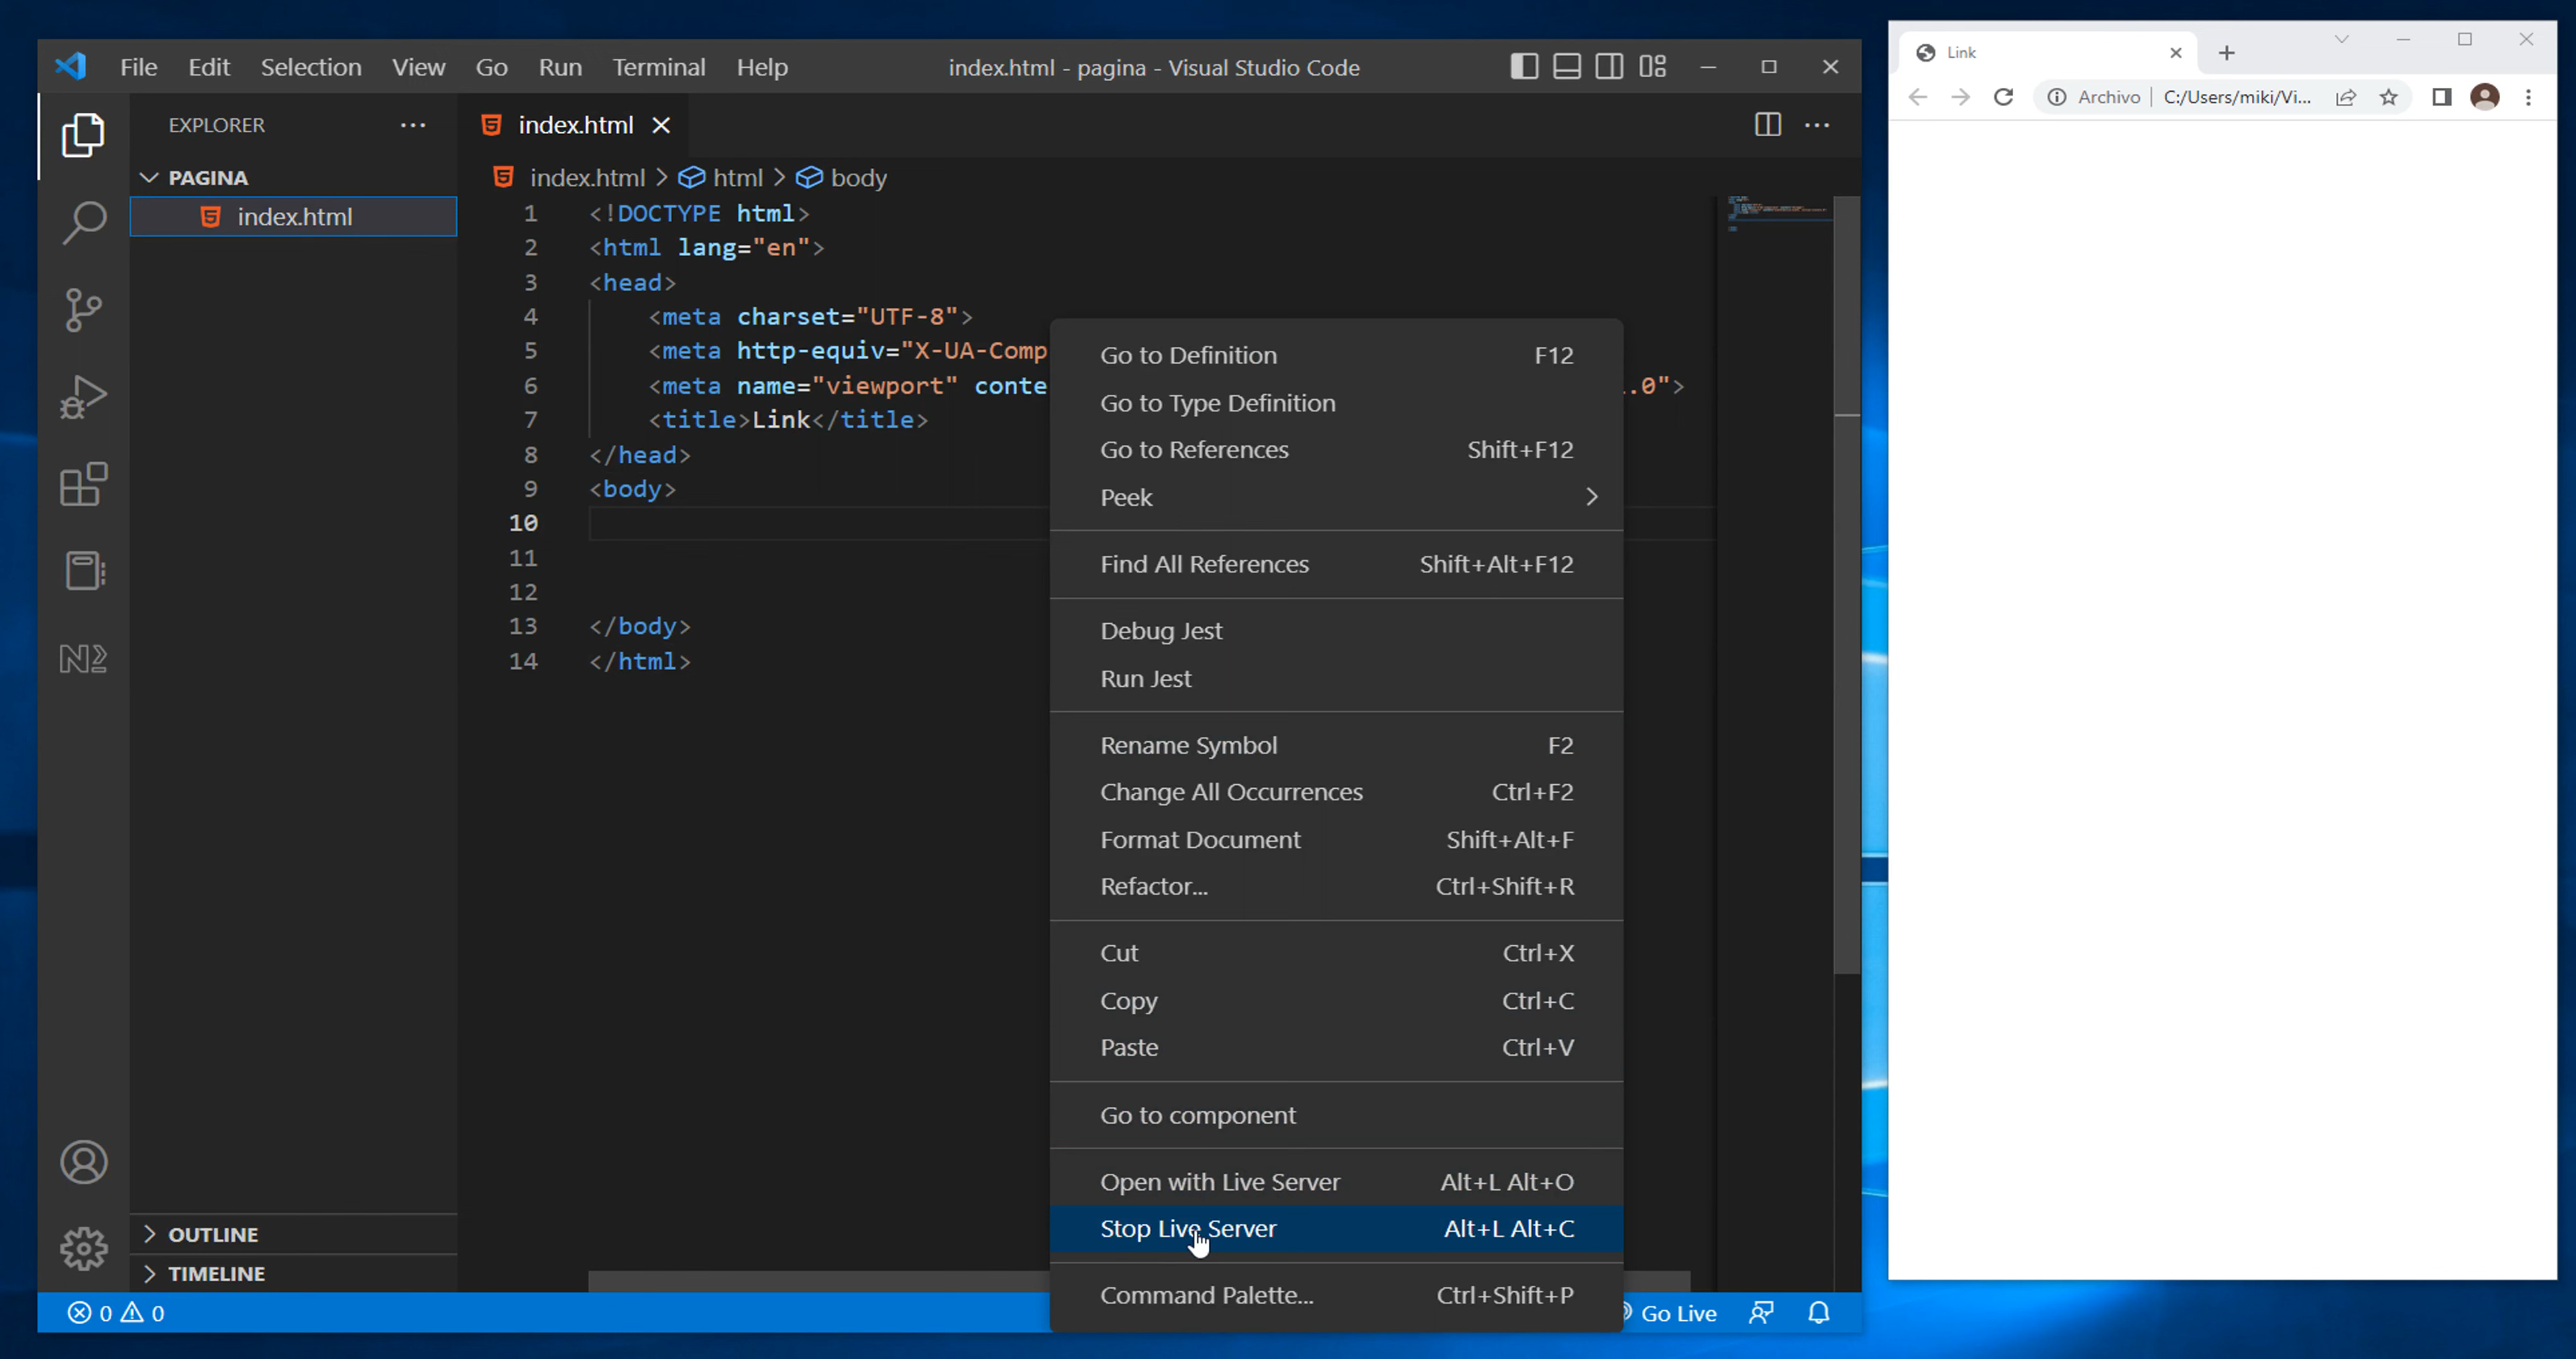 File Edit Selection View Go Run Terminal Help
index.html - pagina - Visual Studio Code
EXPLORER
PAGINA
index.html
OUTLINE
TIMELINE
index.html
index.html > html > body
1 <!DOCTYPE html>
2 <html lang="en">
3 <head>
4 <meta charset="UTF-8">
5 <meta http-equiv="X-UA-Comp
6 <meta name="viewport" conte .0">
7 <title>Link</title>
8 </head>
9 <body>
10
11
12
13 </body>
14 </html>
Go to Definition F12
Go to Type Definition
Go to References Shift+F12
Peek
Find All References Shift+Alt+F12
Debug Jest
Run Jest
Rename Symbol F2
Change All Occurrences Ctrl+F2
Format Document Shift+Alt+F
Refactor... Ctrl+Shift+R
Cut Ctrl+X
Copy Ctrl+C
Paste Ctrl+V
Go to component
Open with Live Server Alt+L Alt+O
Stop Live Server Alt+L Alt+C
Command Palette... Ctrl+Shift+P
0 0
Go Live
Link
Archivo | C:/Users/miki/Vi...